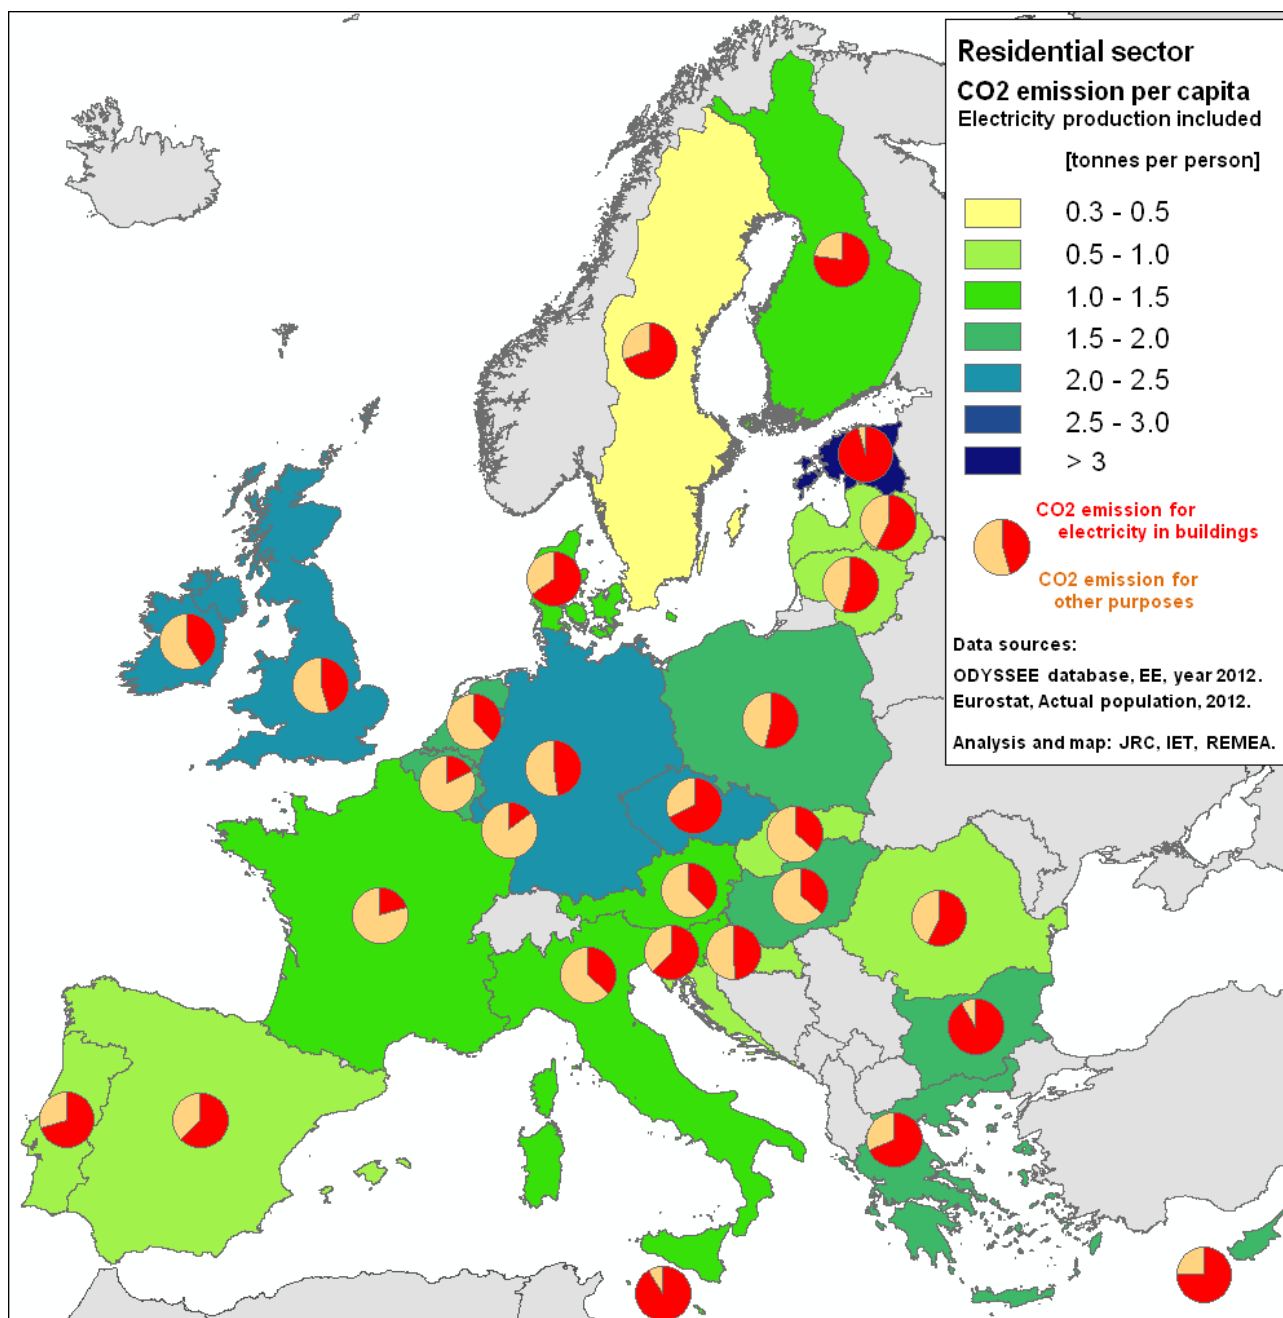 Residential sector
CO2 emission per capita
Electricity production included
[tonnes per person]
0.3 - 0.5
0.5 - 1.0
1.0 - 1.5
1.5 - 2.0
2.0 - 2.5
2.5 - 3.0
> 3
CO2 emission for
electricity in buildings
CO2 emission for
other purposes
Data sources:
ODYSSEE database, EE, year 2012.
Eurostat, Actual population, 2012.
Analysis and map: JRC, IET, REMEA.